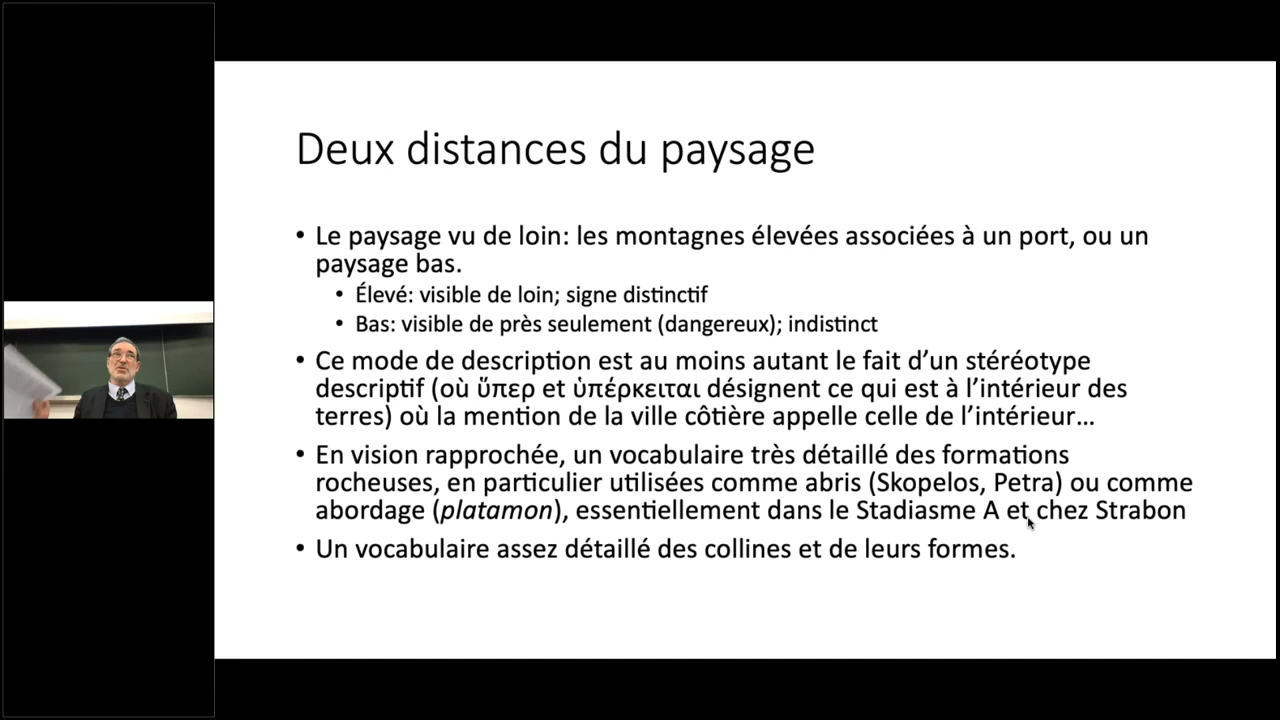 Deux distances du paysage
• Le paysage vu de loin: les montagnes élevées associées à un port, ou un
paysage bas.
• Élevé: visible de loin; signe distinctif
• Bas: visible de près seulement (dangereux); indistinct
• Ce mode de description est au moins autant le fait d’un stéréotype
descriptif (où ὕπερ et ὑπέρκειται désignent ce qui est à l’intérieur des
terres) où la mention de la ville côtière appelle celle de l’intérieur…
• En vision rapprochée, un vocabulaire très détaillé des formations
rocheuses, en particulier utilisées comme abris (Skopelos, Petra) ou comme
abordage (platamon), essentiellement dans le Stadiasme A et chez Strabon
• Un vocabulaire assez détaillé des collines et de leurs formes.